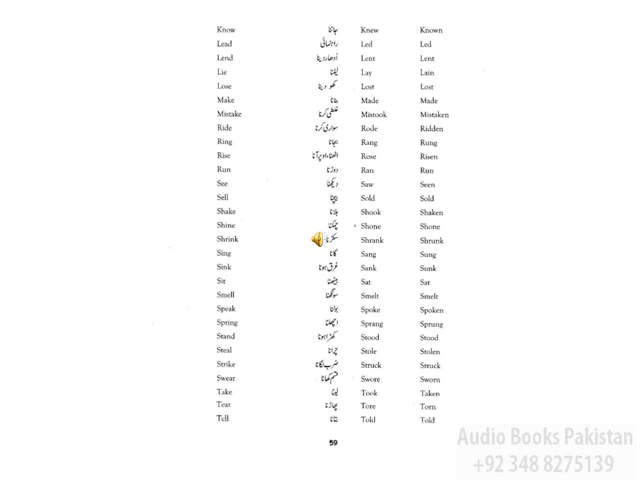 Know جاننا Knew Known
Lead راہنمائی Led Led
Lend اُدھار دینا Lent Lent
Lie لیٹنا Lay Lain
Lose کھو دینا Lost Lost
Make بنانا Made Made
Mistake غلطی کرنا Mistook Mistaken
Ride سواری کرنا Rode Ridden
Ring بجانا Rang Rung
Rise اٹھنا، اوپر آنا Rose Risen
Run دوڑنا Ran Run
See دیکھنا Saw Seen
Sell بیچنا Sold Sold
Shake ہلانا Shook Shaken
Shine چمکنا Shone Shone
Shrink سکڑنا Shrank Shrunk
Sing گانا Sang Sung
Sink غرق ہونا Sank Sunk
Sit بیٹھنا Sat Sat
Smell سونگھنا Smelt Smelt
Speak بولنا Spoke Spoken
Spring اچھلنا Sprang Sprung
Stand کھڑا ہونا Stood Stood
Steal چرانا Stole Stolen
Strike ضرب لگانا Struck Struck
Swear قسم کھانا Swore Sworn
Take لینا Took Taken
Tear پھاڑنا Tore Torn
Tell بتانا Told Told
59
Audio Books Pakistan
+92 348 8275139